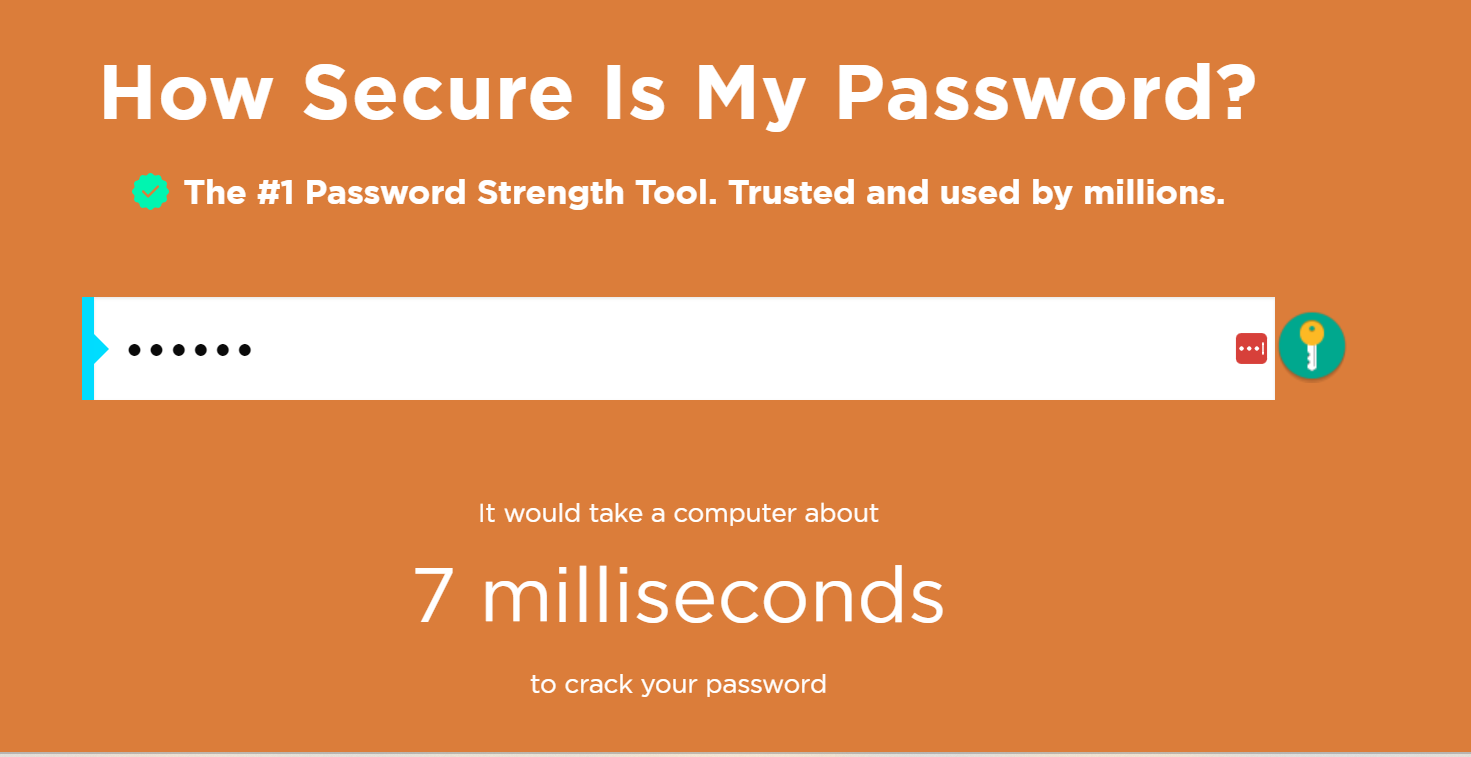 How Secure Is My Password?
The #1 Password Strength Tool. Trusted and used by millions.
••••••
It would take a computer about
7 milliseconds
to crack your password